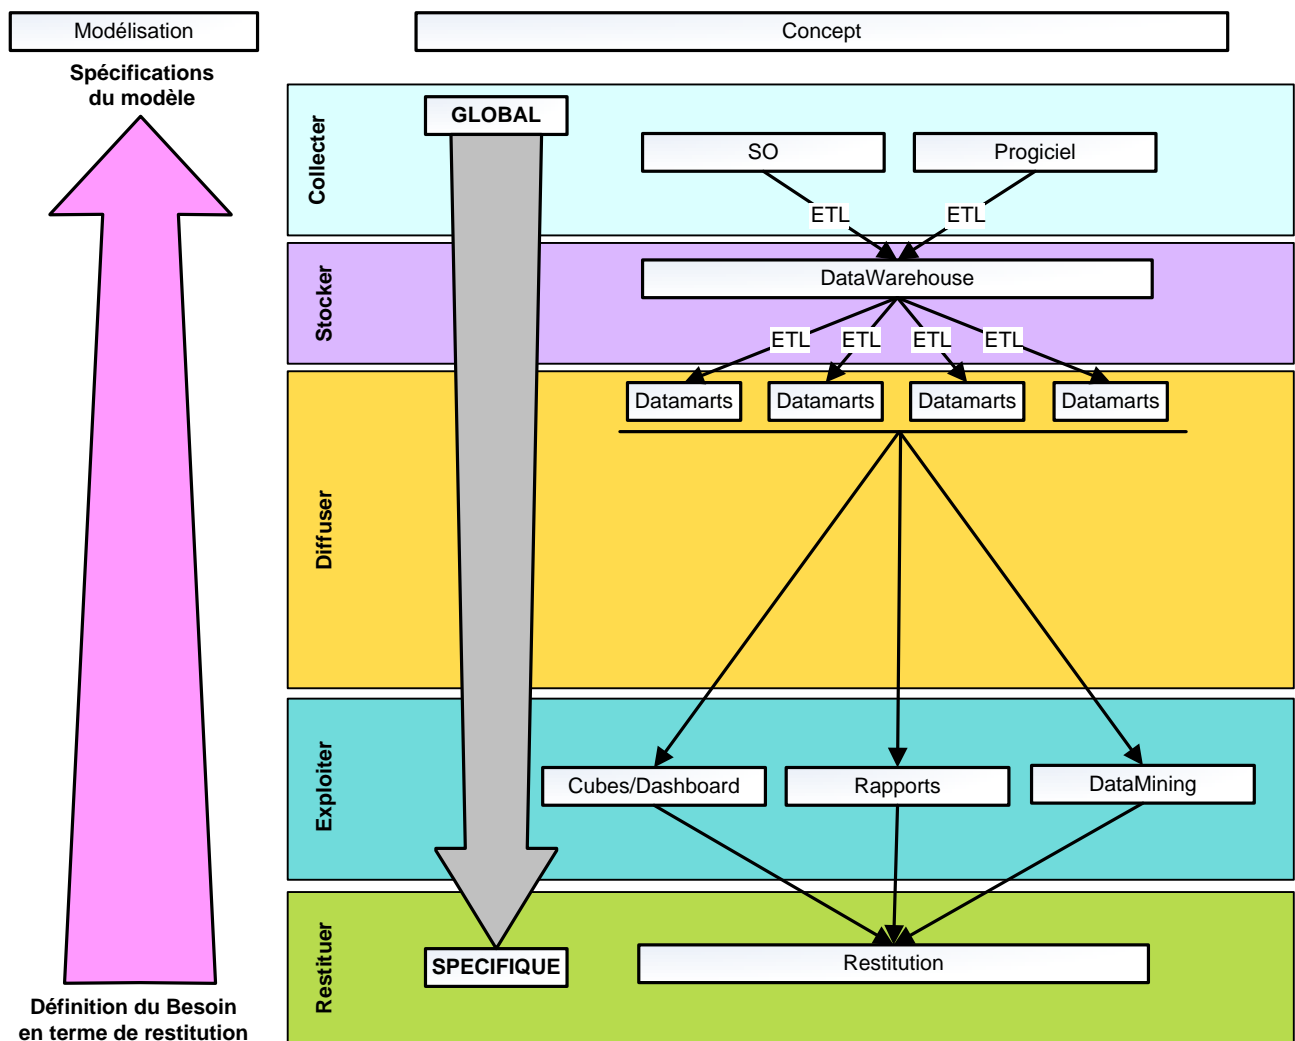 Modélisation
Concept
Spécifications
du modèle
Collecter
GLOBAL
SO
Progiciel
ETL
ETL
Stocker
DataWarehouse
ETL
ETL
ETL
ETL
Diffuser
Datamarts
Datamarts
Datamarts
Datamarts
Exploiter
Cubes/Dashboard
Rapports
DataMining
Restituer
SPECIFIQUE
Restitution
Définition du Besoin
en terme de restitution